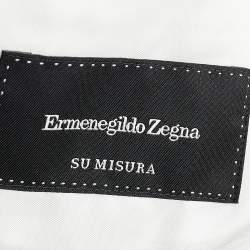 Ermenegildo Zegna
SU MISURA